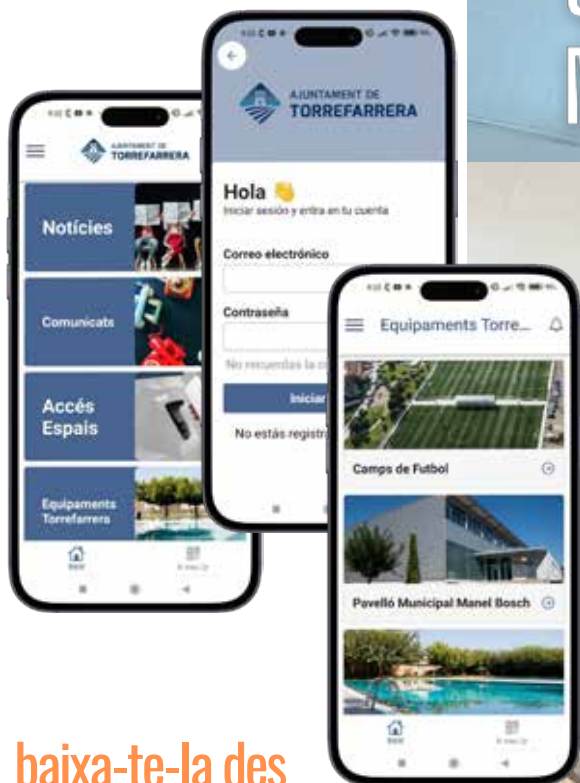 AJUNTAMENT DE
TORREFARRERA
Notícies
Comunicats
Accés
Espais
Equipaments
Torrefarrera
AJUNTAMENT DE
TORREFARRERA
Hola
Iniciar sesión y entra en tu cuenta
Correo electrónico
Contraseña
No recuerdas la
Iniciar
No estás
Equipaments Torre...
Camps de Futbol
Pavelló Municipal Manel Bosch
Inici
baixa-te-la des